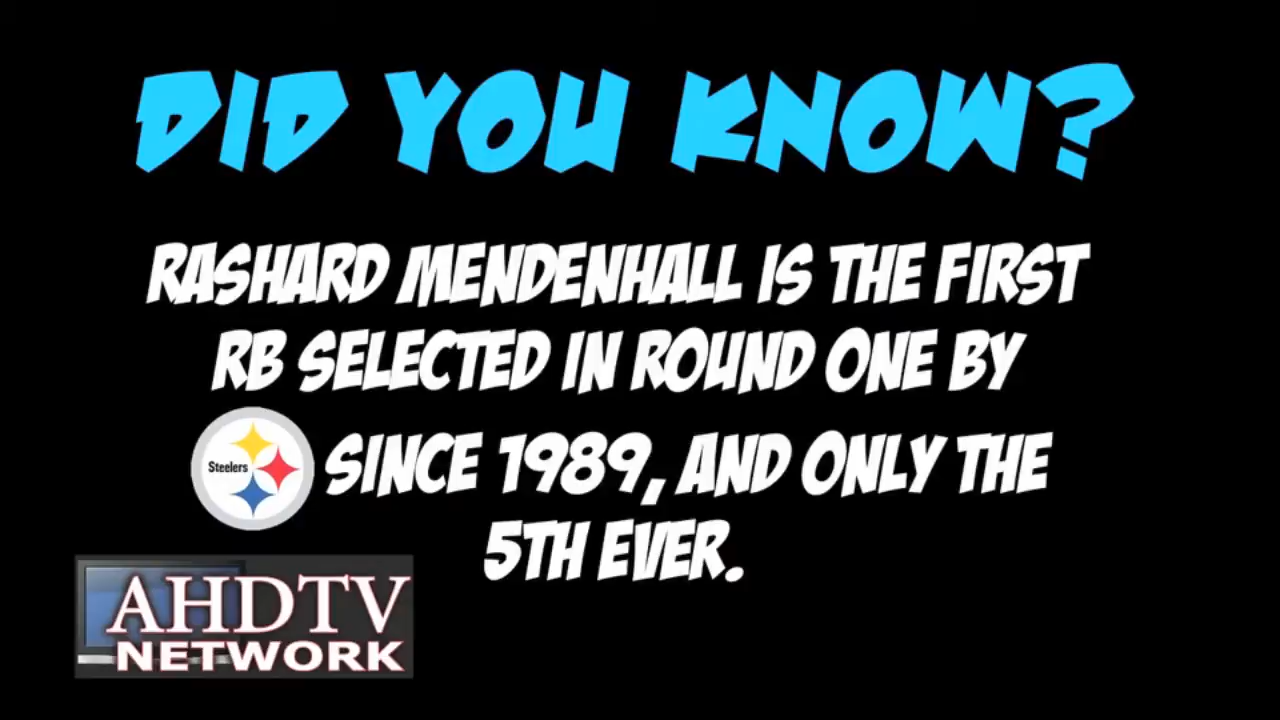 DID YOU KNOW?
RASHARD MENDENHALL IS THE FIRST
RB SELECTED IN ROUND ONE BY
Steelers SINCE 1989, AND ONLY THE
5TH EVER.
AHDTV
NETWORK